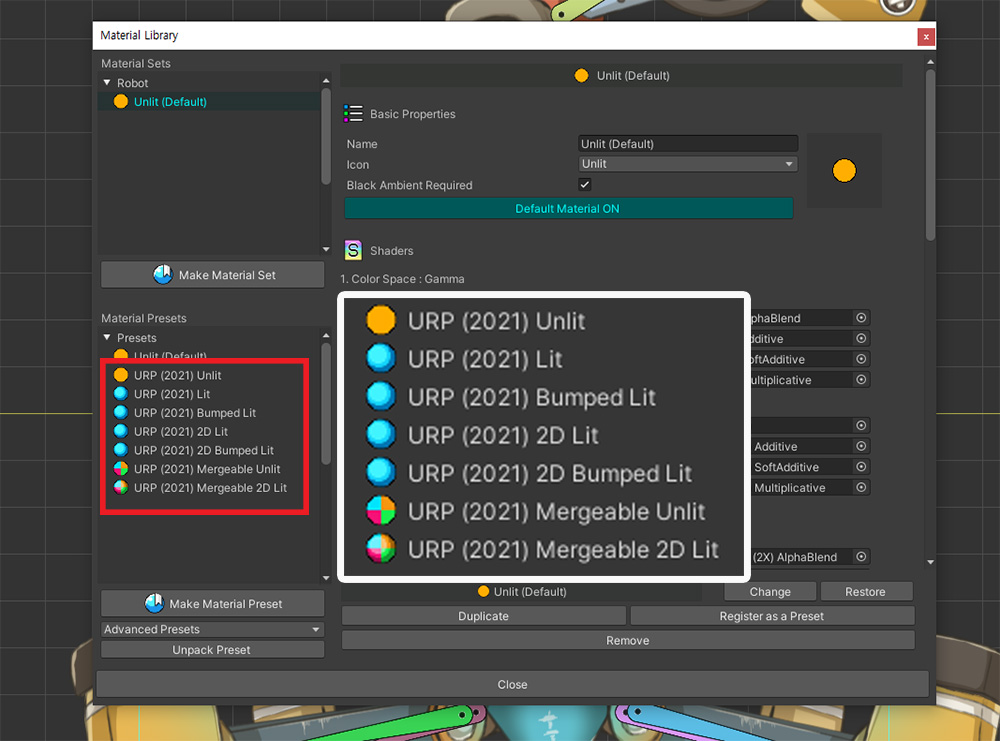 Material Library
x
Material Sets
Robot
Unlit (Default)
Make Material Set
Material Presets
Presets
Unlit (Default)
URP (2021) Unlit
URP (2021) Lit
URP (2021) Bumped Lit
URP (2021) 2D Lit
URP (2021) 2D Bumped Lit
URP (2021) Mergeable Unlit
URP (2021) Mergeable 2D Lit
Make Material Preset
Advanced Presets
Unpack Preset
Unlit (Default)
Basic Properties
Name
Unlit (Default)
Icon
Unlit
Black Ambient Required
Default Material ON
S
Shaders
1. Color Space : Gamma
URP (2021) Unlit
URP (2021) Lit
URP (2021) Bumped Lit
URP (2021) 2D Lit
URP (2021) 2D Bumped Lit
URP (2021) Mergeable Unlit
URP (2021) Mergeable 2D Lit
phaBlend
dditive
oftAdditive
ultiplicative
Additive
SoftAdditive
Multiplicative
(2X) AlphaBlend
Unlit (Default)
Change
Restore
Duplicate
Register as a Preset
Remove
Close